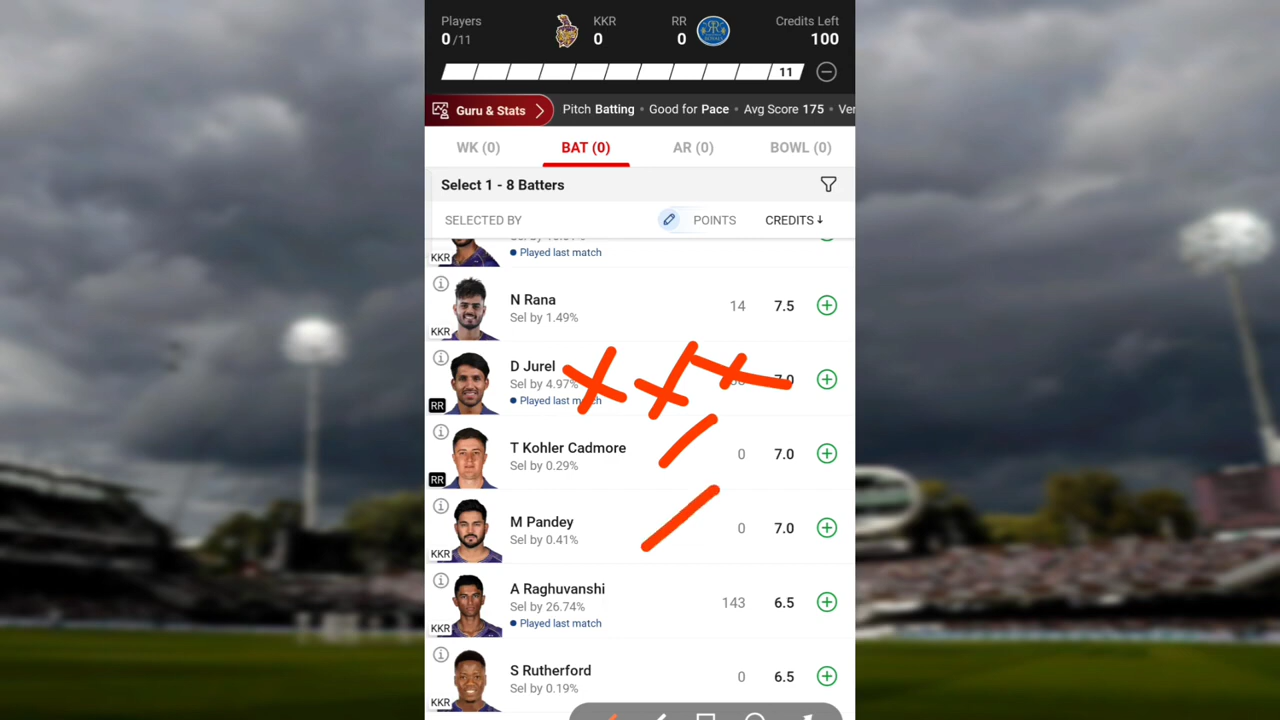 Players
0/11
KKR
0
RR
0
Credits Left
100
11
Guru & Stats
Pitch Batting • Good for Pace • Avg Score 175 •
WK (0)
BAT (0)
AR (0)
BOWL (0)
Select 1 - 8 Batters
SELECTED BY
POINTS
CREDITS↓
KKR
Played last match
N Rana
Sel by 1.49%
KKR
14
7.5
D Jurel
Sel by 4.97%
Played last match
RR
7.0
T Kohler Cadmore
Sel by 0.29%
RR
0
7.0
M Pandey
Sel by 0.41%
KKR
0
7.0
A Raghuvanshi
Sel by 26.74%
Played last match
KKR
143
6.5
S Rutherford
Sel by 0.19%
KKR
0
6.5